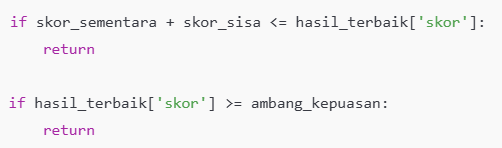 if skor_sementara + skor_sisa <= hasil_terbaik['skor']:
    return
if hasil_terbaik['skor'] >= ambang_kepuasan:
    return